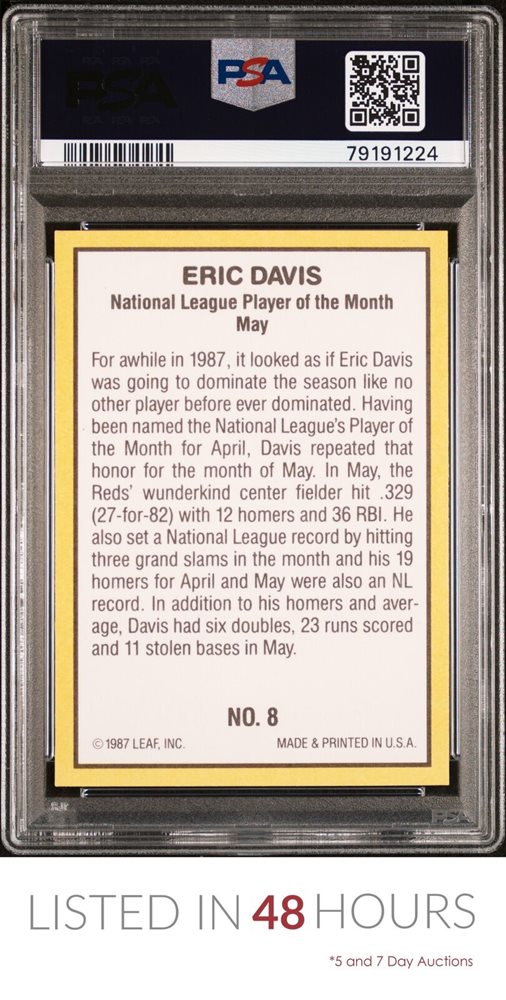 PSA
79191224
ERIC DAVIS
National League Player of the Month
May
For awhile in 1987, it looked as if Eric Davis
was going to dominate the season like no
other player before ever dominated. Having
been named the National League's Player of
the Month for April, Davis repeated that
honor for the month of May. In May, the
Reds' wunderkind center fielder hit .329
(27-for-82) with 12 homers and 36 RBI. He
also set a National League record by hitting
three grand slams in the month and his 19
homers for April and May were also an NL
record. In addition to his homers and aver-
age, Davis had six doubles, 23 runs scored
and 11 stolen bases in May.
NO. 8
©1987 LEAF, INC. MADE & PRINTED IN U.S.A.
PSA
LISTED IN 48 HOURS
*5 and 7 Day Auctions